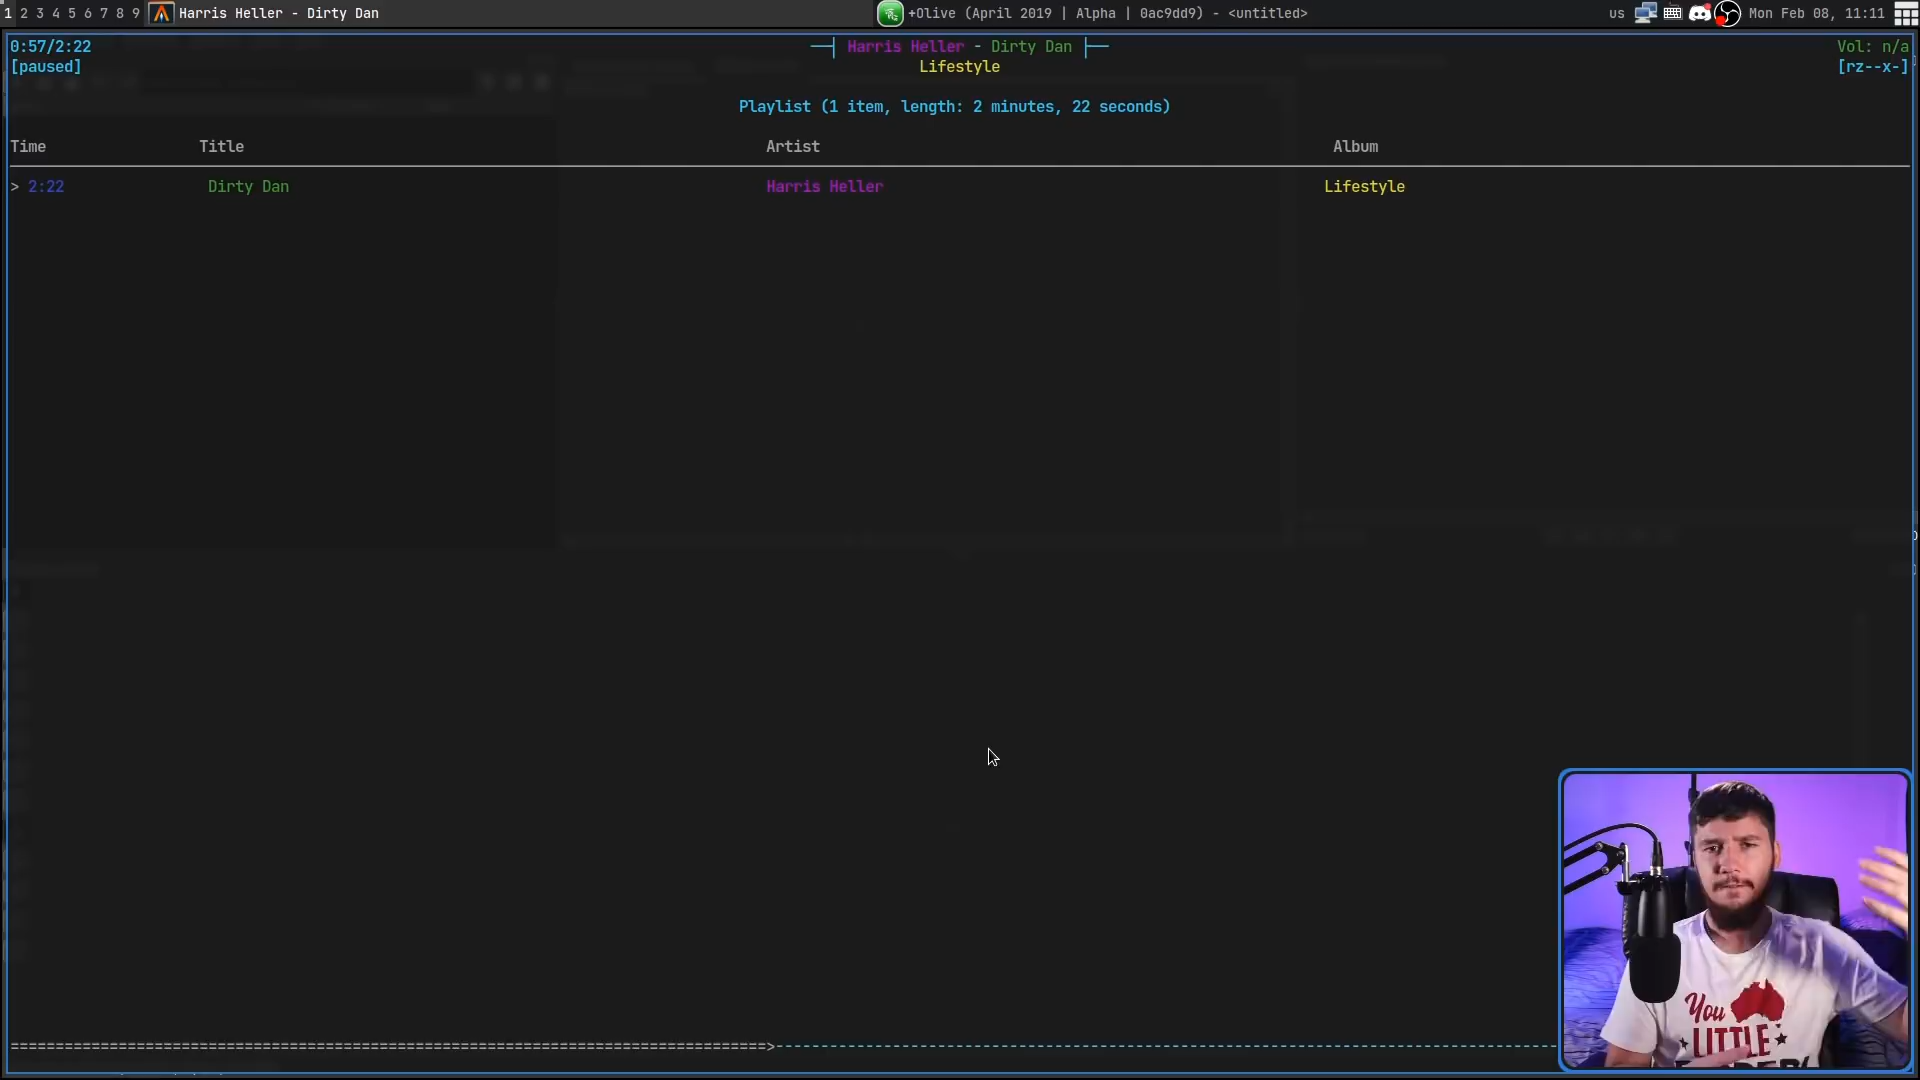 1 2 3 4 5 6 7 8 9 Harris Heller - Dirty Dan +Olive (April 2019 | Alpha | 0ac9dd9) - <untitled> us Mon Feb 08, 11:11
0:57/2:22 Harris Heller - Dirty Dan Vol: n/a
[paused] Lifestyle [rz--x-]
Playlist (1 item, length: 2 minutes, 22 seconds)
Time Title Artist Album
> 2:22 Dirty Dan Harris Heller Lifestyle
You
LITTLE